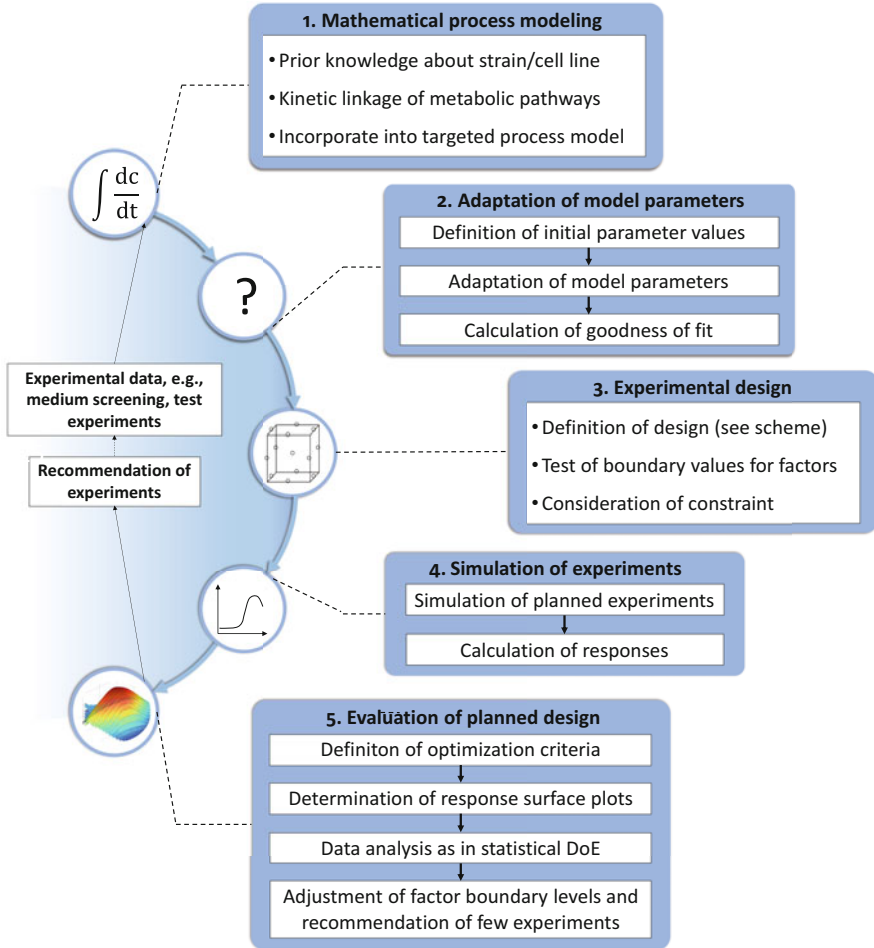 1. Mathematical process modeling
• Prior knowledge about strain/cell line
• Kinetic linkage of metabolic pathways
• Incorporate into targeted process model
∫ dc/dt
2. Adaptation of model parameters
Definition of initial parameter values
Adaptation of model parameters
Calculation of goodness of fit
?
Experimental data, e.g.,
medium screening, test
experiments
Recommendation of
experiments
3. Experimental design
• Definition of design (see scheme)
• Test of boundary values for factors
• Consideration of constraint
4. Simulation of experiments
Simulation of planned experiments
Calculation of responses
5. Evaluation of planned design
Definiton of optimization criteria
Determination of response surface plots
Data analysis as in statistical DoE
Adjustment of factor boundary levels and
recommendation of few experiments